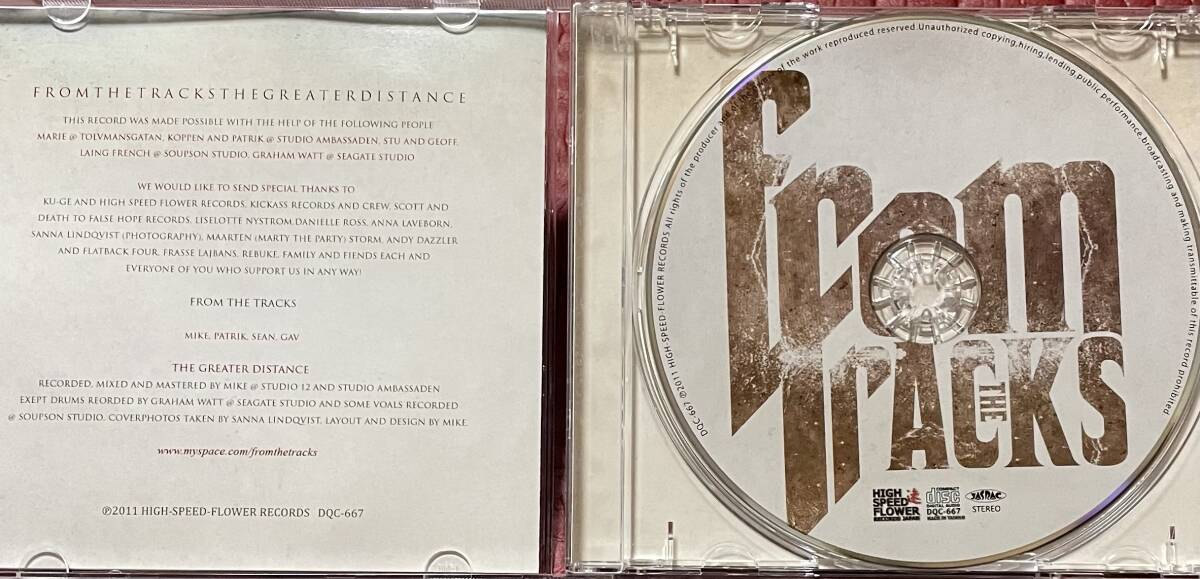 FROMTHETRACKSTHEGREATERDISTANCE
THIS RECORD WAS MADE POSSIBLE WITH THE HELP OF THE FOLLOWING PEOPLE
MARIE @ TOLVMANSGATAN, KOPPEN AND PATRIK @ STUDIO AMBASSADEN, STU AND GEOFF,
LAING FRENCH @ SOUPSON STUDIO, GRAHAM WATT @ SEAGATE STUDIO
WE WOULD LIKE TO SEND SPECIAL THANKS TO
KU-GE AND HIGH SPEED FLOWER RECORDS, KICKASS RECORDS AND CREW, SCOTT AND
DEATH TO FALSE HOPE RECORDS, LISELOTTE NYSTROM,DANIELLE ROSS, ANNA LAVEBORN,
SANNA LINDQVIST (PHOTOGRAPHY), MAARTEN (MARTY THE PARTY) STORM, ANDY DAZZLER
AND FLATBACK FOUR, FRASSE LAJBANS, REBUKE, FAMILY AND FIENDS EACH AND
EVERYONE OF YOU WHO SUPPORT US IN ANY WAY!
FROM THE TRACKS
MIKE, PATRIK, SEAN, GAV
THE GREATER DISTANCE
RECORDED, MIXED AND MASTERED BY MIKE @ STUDIO 12 AND STUDIO AMBASSADEN
EXEPT DRUMS REORDED BY GRAHAM WATT @ SEAGATE STUDIO AND SOME VOALS RECORDED
@ SOUPSON STUDIO, COVERPHOTOS TAKEN BY SANNA LINDQVIST, LAYOUT AND DESIGN BY MIKE.
www.myspace.com/fromthetracks
℗2011 HIGH-SPEED-FLOWER RECORDS DQC-667
DQC-667 ℗2011 HIGH-SPEED-FLOWER RECORDS All rights of the producer and of the owner of the work reproduced reserved.Unauthorized copying,hiring,lending,public performance,broadcasting and making transmittable of this record prohibited.
From
THE
TRACKS
HIGH
SPEED
FLOWER
RECORDS JAPAN
COMPACT
disc
DIGITAL AUDIO
DQC-667
MADE IN TAIWAN
JASRAC
STEREO